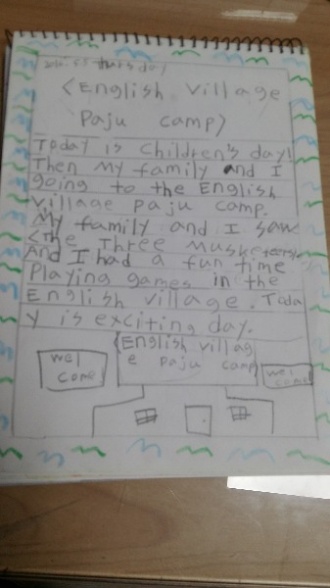 thursday
<English Village
Paju camp>
Today is Children's day!
Then My family and I
going to the English
Village paju camp.
My family and I saw
<the Three Musketeers>
And I had a fun time
Playing games in the
English Village. Toda
y is exciting day.
<English Villag
e paju camp>
wel
come
wel
come